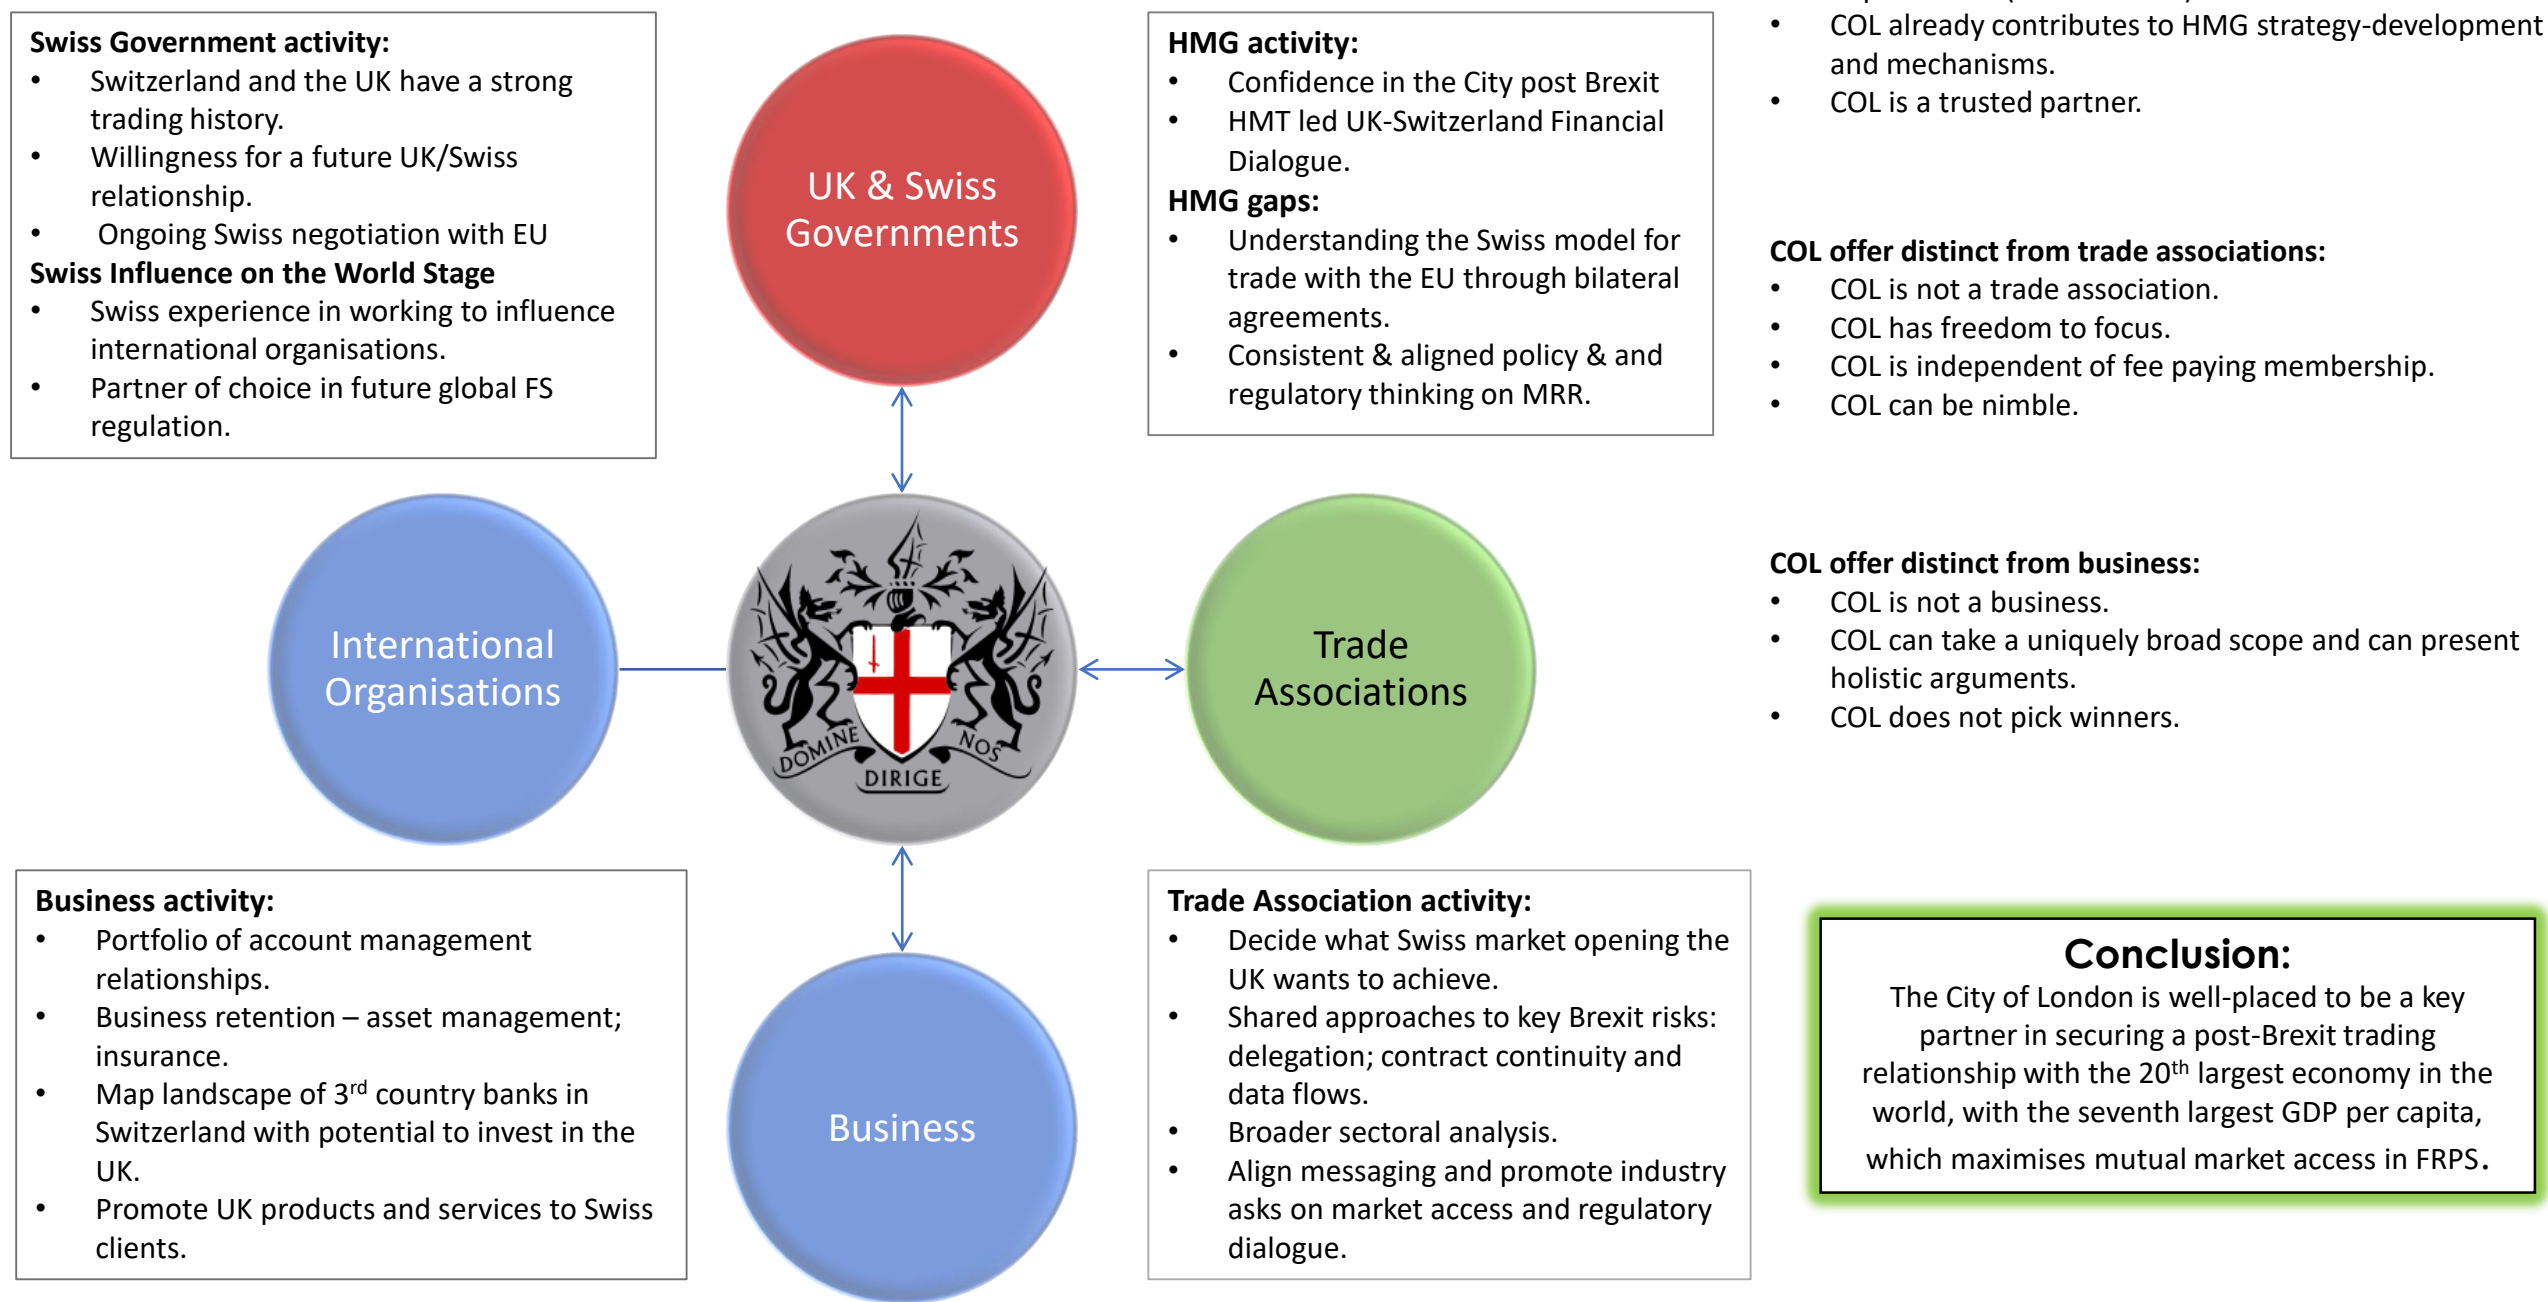 Swiss Government activity:
• Switzerland and the UK have a strong
trading history.
• Willingness for a future UK/Swiss
relationship.
• Ongoing Swiss negotiation with EU
Swiss Influence on the World Stage
• Swiss experience in working to influence
international organisations.
• Partner of choice in future global FS
regulation.
UK & Swiss
Governments
HMG activity:
• Confidence in the City post Brexit
• HMT led UK-Switzerland Financial
Dialogue.
HMG gaps:
• Understanding the Swiss model for
trade with the EU through bilateral
agreements.
• Consistent & aligned policy & and
regulatory thinking on MRR.
• COL already contributes to HMG strategy-development
and mechanisms.
• COL is a trusted partner.
COL offer distinct from trade associations:
• COL is not a trade association.
• COL has freedom to focus.
• COL is independent of fee paying membership.
• COL can be nimble.
International
Organisations
DOMINE
DIRIGE
NOS
Trade
Associations
COL offer distinct from business:
• COL is not a business.
• COL can take a uniquely broad scope and can present
holistic arguments.
• COL does not pick winners.
Business activity:
• Portfolio of account management
relationships.
• Business retention – asset management;
insurance.
• Map landscape of 3rd country banks in
Switzerland with potential to invest in the
UK.
• Promote UK products and services to Swiss
clients.
Business
Trade Association activity:
• Decide what Swiss market opening the
UK wants to achieve.
• Shared approaches to key Brexit risks:
delegation; contract continuity and
data flows.
• Broader sectoral analysis.
• Align messaging and promote industry
asks on market access and regulatory
dialogue.
Conclusion:
The City of London is well-placed to be a key
partner in securing a post-Brexit trading
relationship with the 20th largest economy in the
world, with the seventh largest GDP per capita,
which maximises mutual market access in FRPS.